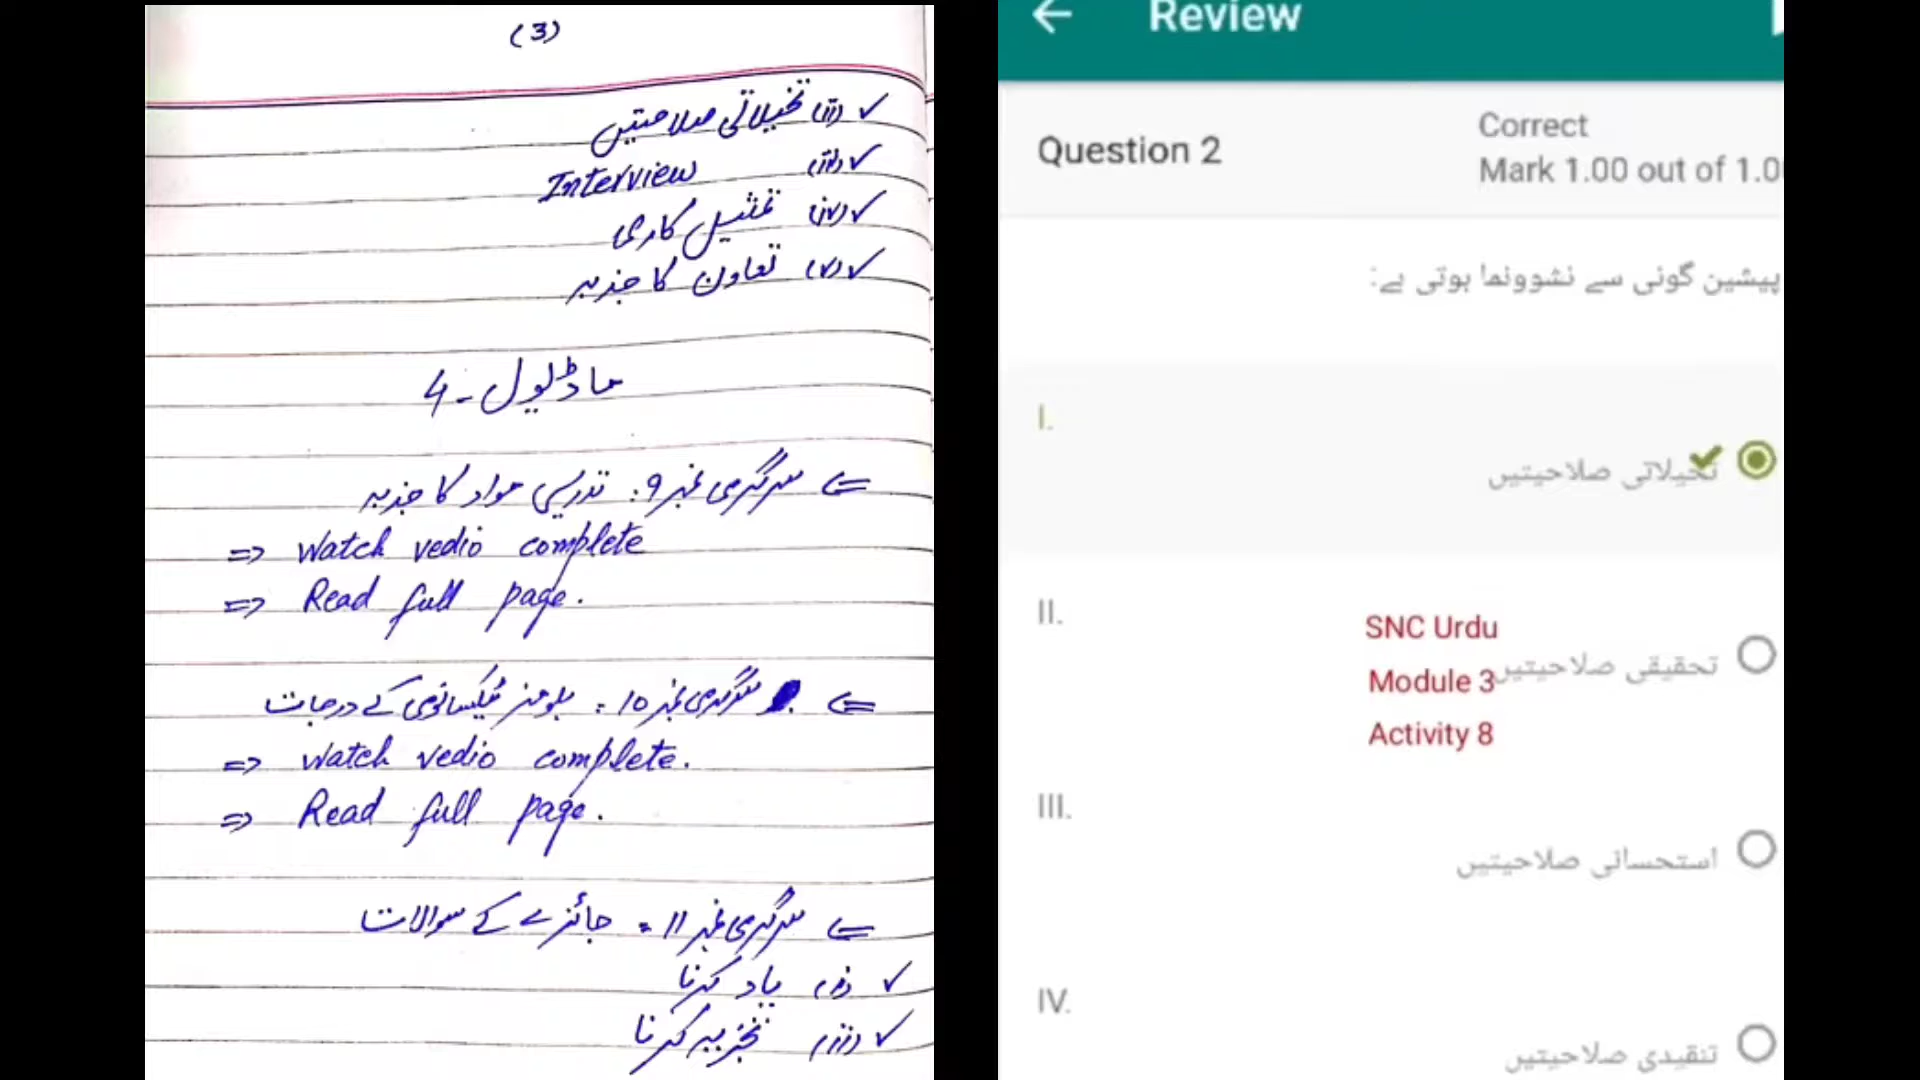 (3)
✓ (ii) تخیلاتی صلاحیتیں
✓ (iii) Interview
✓ (iv) تمثیل کاری
✓ (v) تعاون کا جذبہ
ماڈیول - 4
⇐ سرگرمی نمبر 9: تدریسی مواد کا جذبہ
=> Watch vedio complete
=> Read full page.
⇐ سرگرمی نمبر 10: بلومز ٹیکسانومی کے درجات
=> Watch vedio complete.
=> Read full page.
⇐ سرگرمی نمبر 11: جائزے کے سوالات
✓ (i) یاد کرنا
✓ (ii) تجزیہ کرنا
← Review
Question 2
Correct
Mark 1.00 out of 1.0
پیشین گوئی سے نشوونما ہوتی ہے:
I.
تخیلاتی صلاحیتیں
II.
تحقیقی صلاحیتیں
SNC Urdu
Module 3
Activity 8
III.
استحسانی صلاحیتیں
IV.
تنقیدی صلاحیتیں